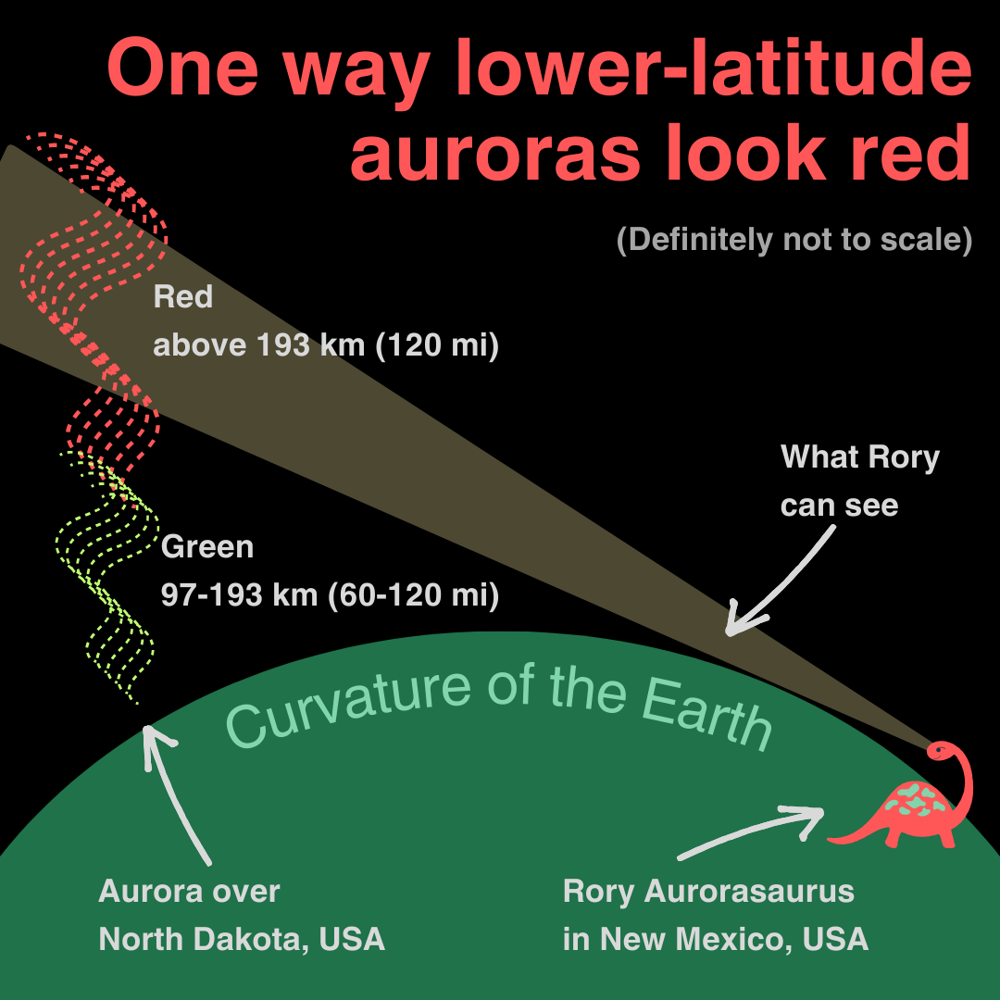 One way lower-latitude
auroras look red
(Definitely not to scale)
Red
above 193 km (120 mi)
What Rory
can see
Green
97-193 km (60-120 mi)
Curvature of the Earth
Aurora over
North Dakota, USA
Rory Aurorasaurus
in New Mexico, USA